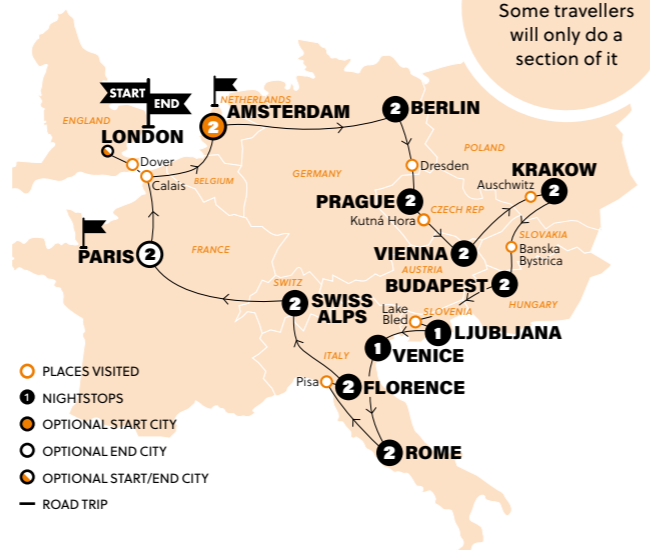 Some travellers
will only do a
section of it
START
END
NETHERLANDS
2
AMSTERDAM
2
BERLIN
ENGLAND
LONDON
Dover
Calais
BELGIUM
GERMANY
Dresden
POLAND
KRAKOW
Auschwitz
2
PRAGUE
2
Kutná Hora
CZECH REP
SLOVAKIA
Banska
Bystrica
VIENNA
2
AUSTRIA
PARIS
2
FRANCE
BUDAPEST
2
HUNGARY
SWITZ
2
SWISS
ALPS
Lake
Bled
SLOVENIA
1
LJUBLJANA
1
VENICE
ITALY
Pisa
2
FLORENCE
2
ROME
PLACES VISITED
1
NIGHTSTOPS
OPTIONAL START CITY
OPTIONAL END CITY
OPTIONAL START/END CITY
ROAD TRIP